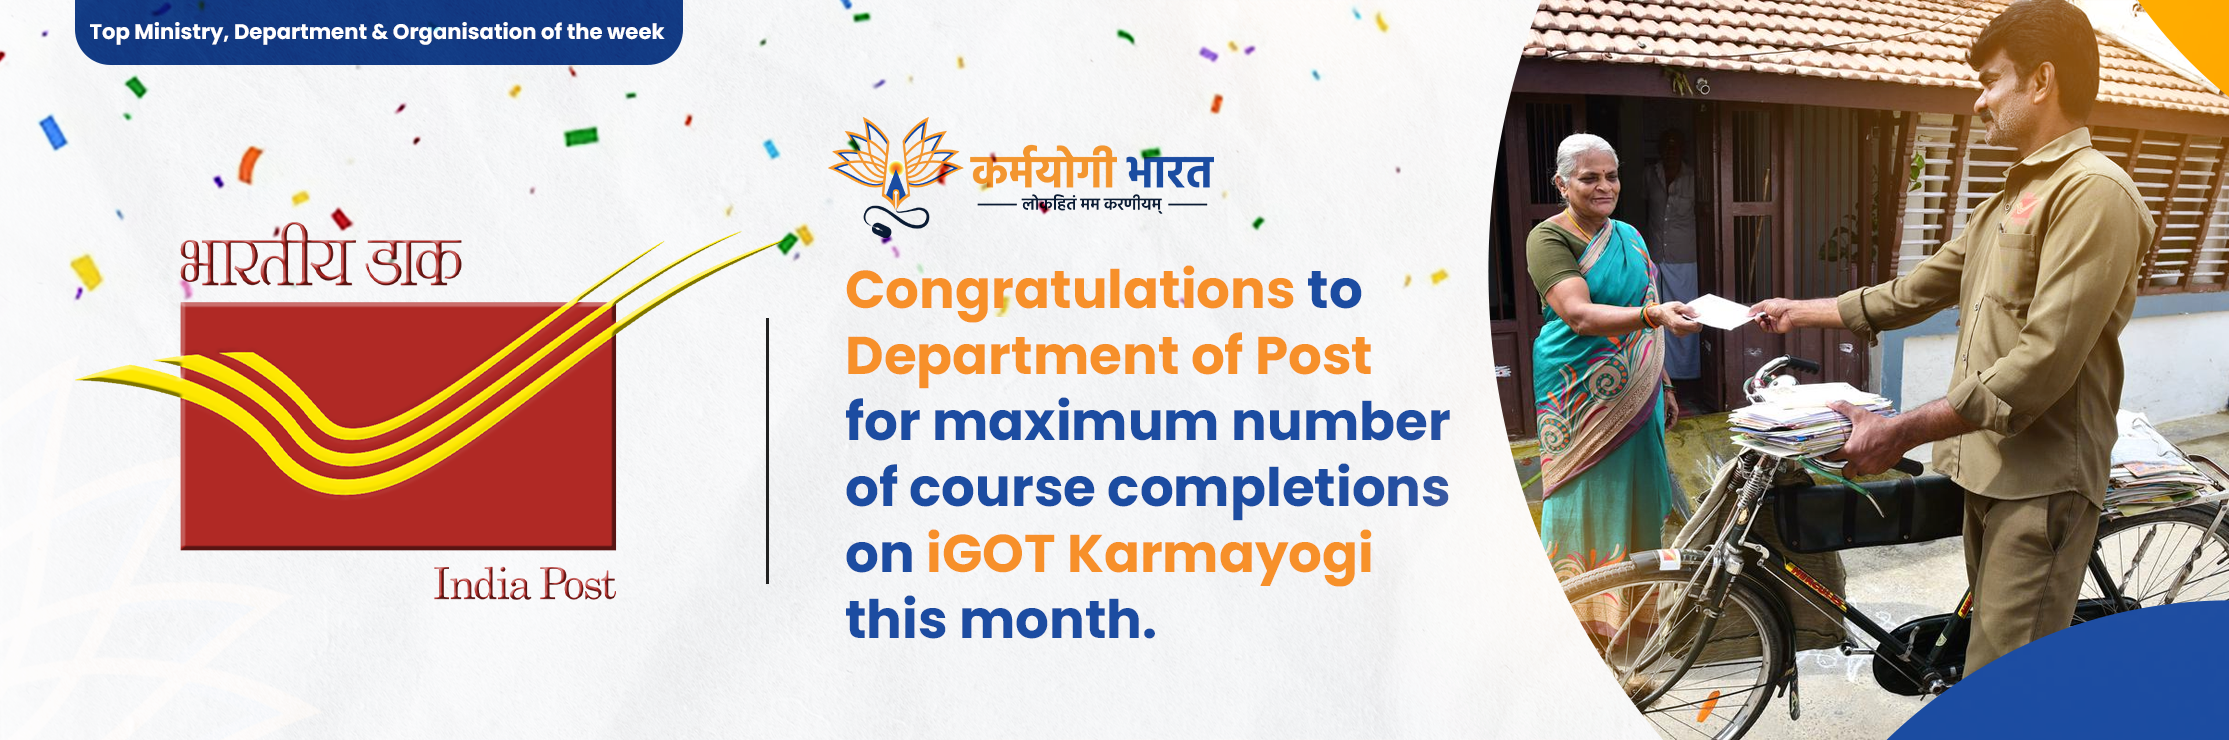 Top Ministry, Department & Organisation of the week
भारतीय डाक
India Post
कर्मयोगी भारत
लोकहितं मम करणीयम्
Congratulations to
Department of Post
for maximum number
of course completions
on iGOT Karmayogi
this month.
HERCULES